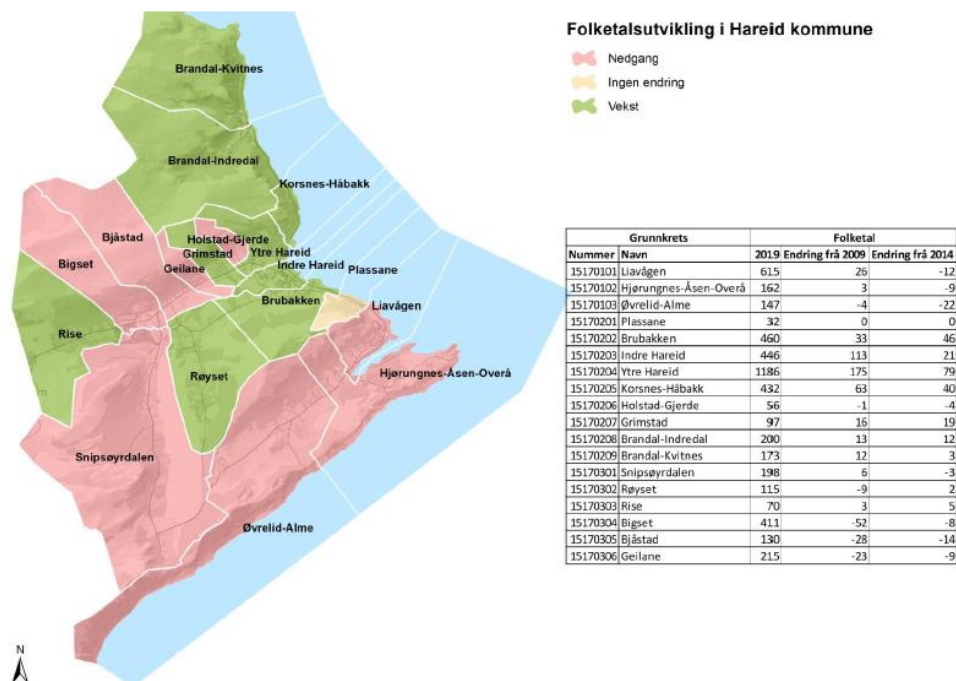 Folketalsutvikling i Hareid kommune
Nedgang
Ingen endring
Vekst
Brandal-Kvitnes
Brandal-Indredal
Korsnes-Håbakk
Bjåstad
Holstad-Gjerde
Grimstad
Ytre Hareid
Bigset
Geilane
Indre Hareid
Plassane
Brubakken
Liavågen
Rise
Røyset
Hjørungnes-Åsen-Overå
Snipsøyrdalen
Øvrelid-Alme
N
Grunnkrets Folketal
Nummer Navn 2019 Endring frå 2009 Endring frå 2014
15170101 Liavågen 615 26 -12
15170102 Hjørungnes-Åsen-Overå 162 3 -9
15170103 Øvrelid-Alme 147 -4 -22
15170201 Plassane 32 0 0
15170202 Brubakken 460 33 46
15170203 Indre Hareid 446 113 21
15170204 Ytre Hareid 1186 175 79
15170205 Korsnes-Håbakk 432 63 40
15170206 Holstad-Gjerde 56 -1 -4
15170207 Grimstad 97 16 19
15170208 Brandal-Indredal 200 13 12
15170209 Brandal-Kvitnes 173 12 3
15170301 Snipsøyrdalen 198 6 -3
15170302 Røyset 115 -9 2
15170303 Rise 70 3 5
15170304 Bigset 411 -52 -8
15170305 Bjåstad 130 -28 -14
15170306 Geilane 215 -23 -9